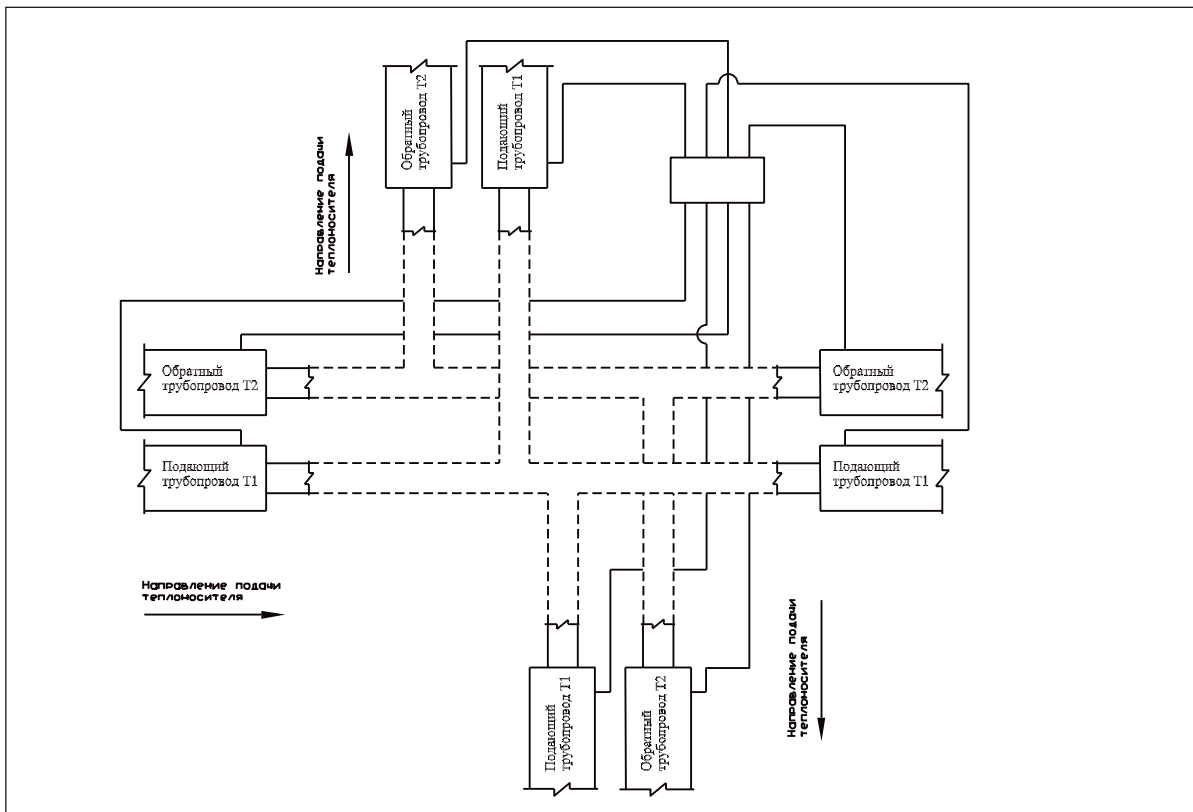 Обратный
трубопровод Т2
Подающий
трубопровод Т1
Направление подачи
теплоносителя
Обратный
трубопровод Т2
Обратный
трубопровод Т2
Подающий
трубопровод Т1
Подающий
трубопровод Т1
Направление подачи
теплоносителя
Подающий
трубопровод Т1
Обратный
трубопровод Т2
Направление подачи
теплоносителя